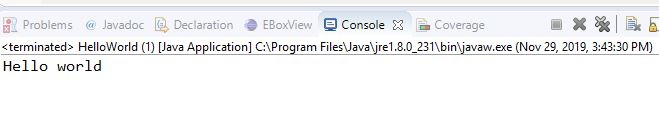 Problems @ Javadoc Declaration EBoxView Console Coverage
<terminated> HelloWorld (1) [Java Application] C:\Program Files\Java\jre1.8.0_231\bin\javaw.exe (Nov 29, 2019, 3:43:30 PM)
Hello world